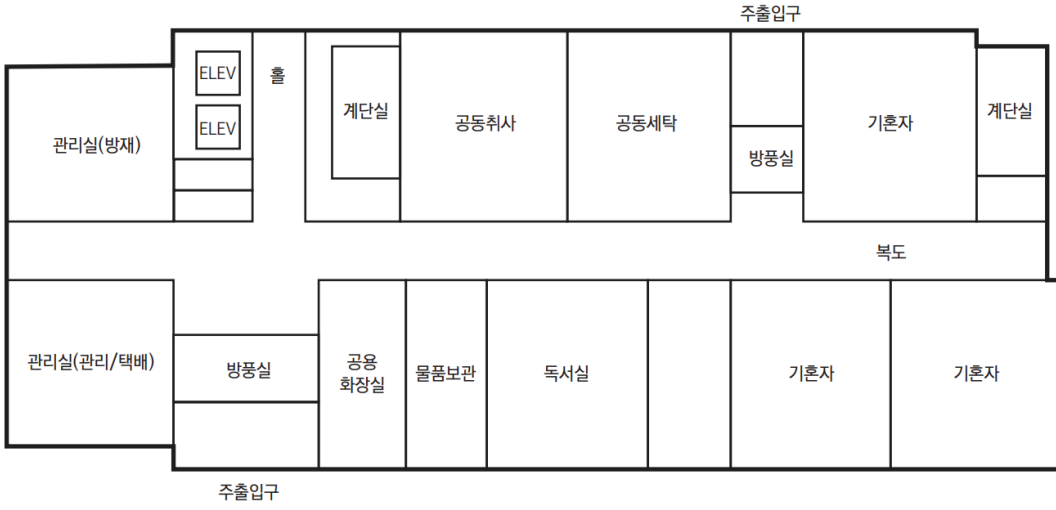 주출입구
ELEV
홀
ELEV
계단실
관리실(방재)
공동취사
공동세탁
방풍실
기혼자
계단실
복도
관리실(관리/택배)
방풍실
공용
화장실
물품보관
독서실
기혼자
기혼자
주출입구